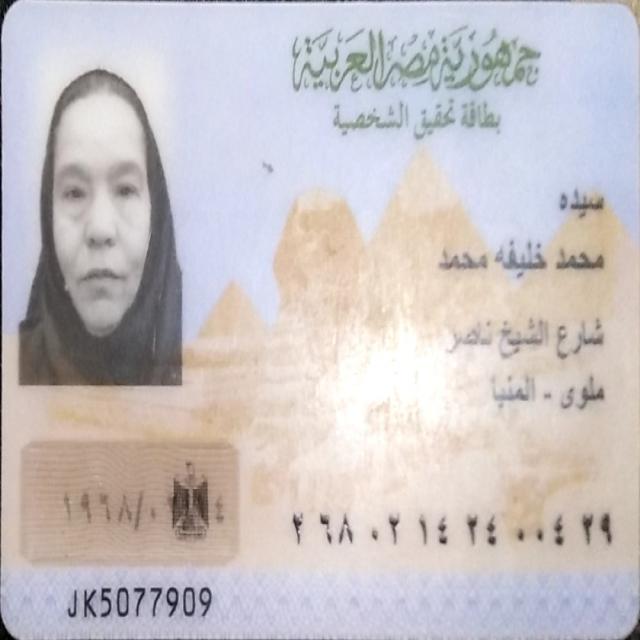 جمهورية مصر العربية
بطاقة تحقيق الشخصية
سيده
محمد خليفه محمد
شارع الشيخ ناصر
ملوى - المنيا
٢ ٦٨ ٠٢ ١٤ ٢٤ ٠٠٤ ٢٩
١٩٦٨/٠
JK5077909